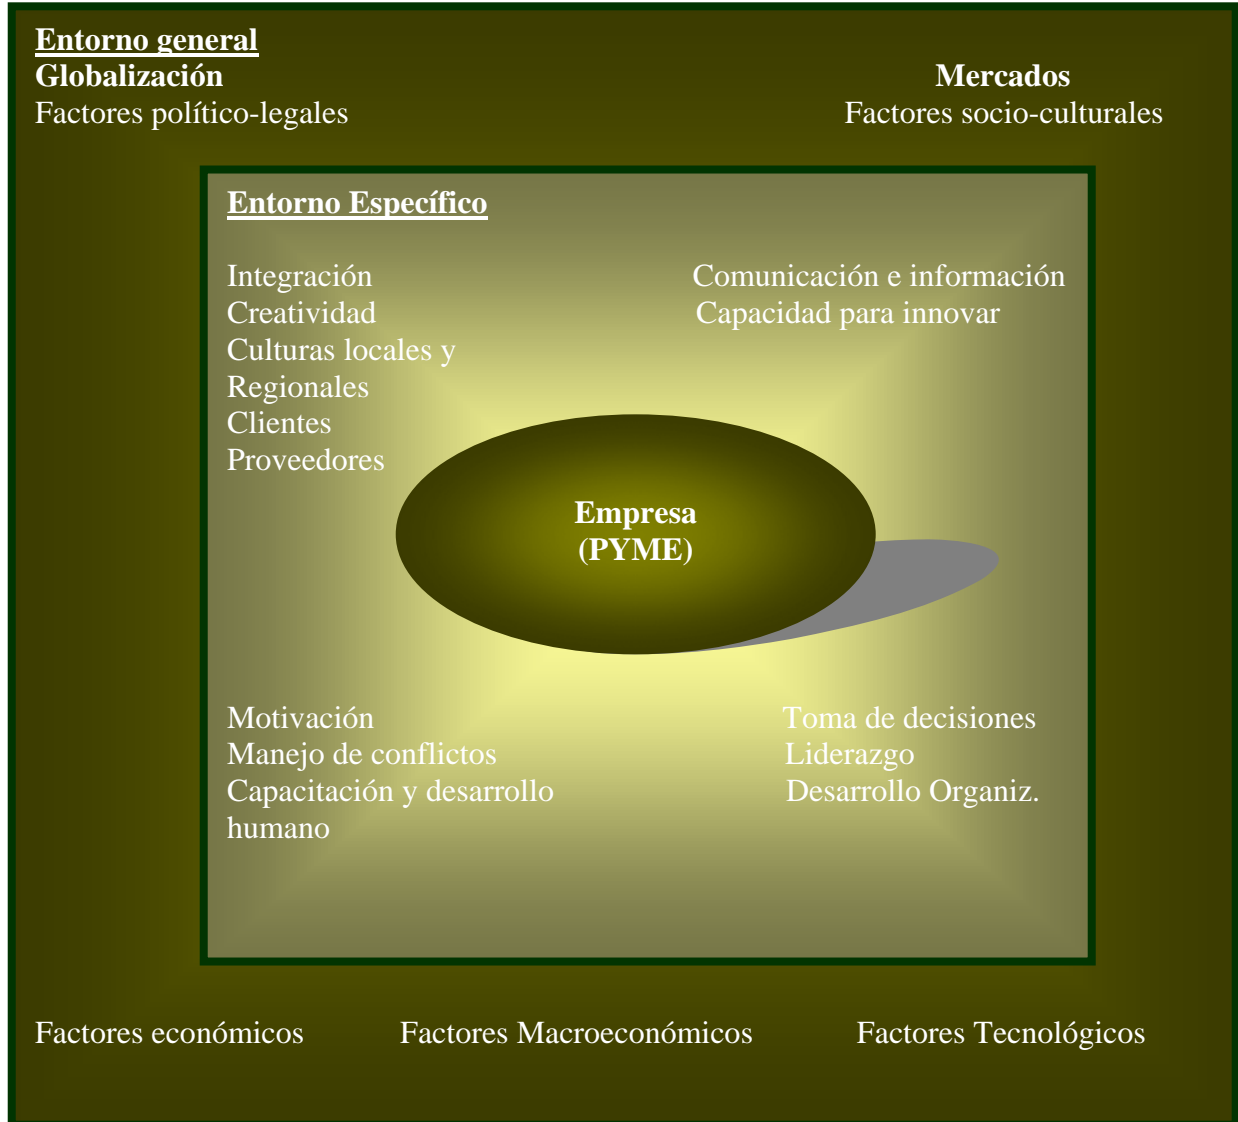 Entorno general
Globalización Mercados
Factores político-legales Factores socio-culturales
Entorno Específico
Integración Comunicación e información
Creatividad Capacidad para innovar
Culturas locales y
Regionales
Clientes
Proveedores
Empresa
(PYME)
Motivación Toma de decisiones
Manejo de conflictos Liderazgo
Capacitación y desarrollo Desarrollo Organiz.
humano
Factores económicos Factores Macroeconómicos Factores Tecnológicos